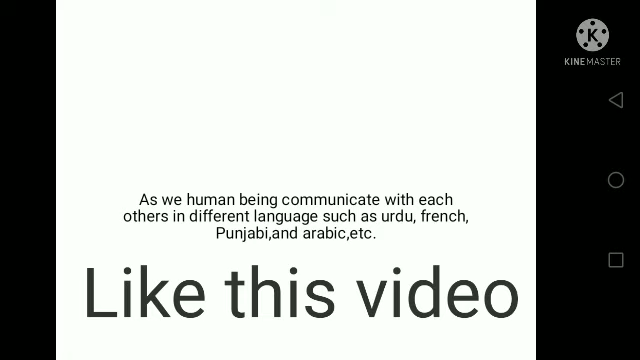 As we human being communicate with each
others in different language such as urdu, french,
Punjabi,and arabic,etc.
Like this video
K
KINEMASTER